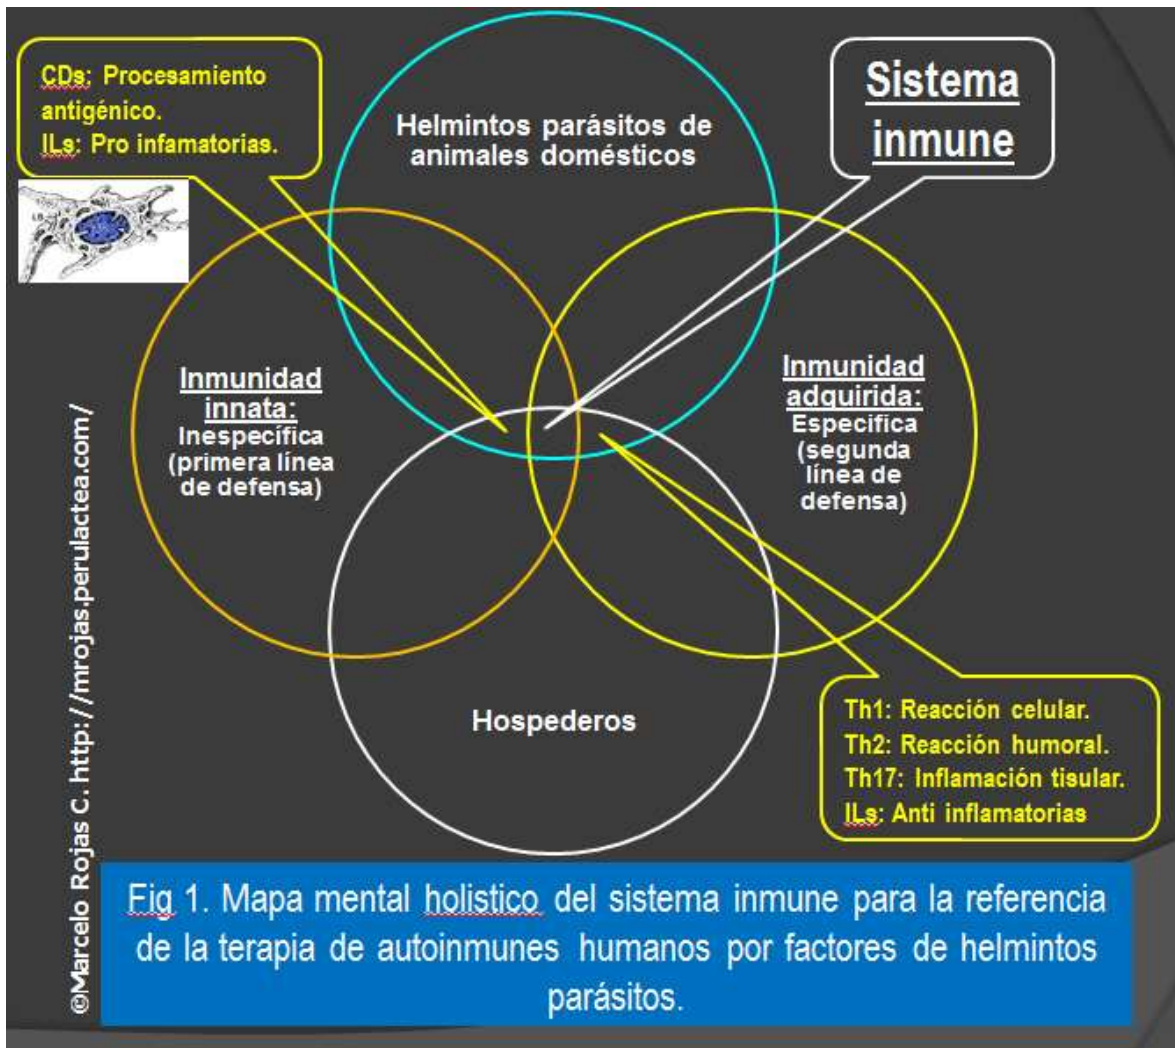 CDs: Procesamiento
antigénico.
ILs: Pro infamatorias.
Sistema
inmune
Helmintos parásitos de
animales domésticos
Inmunidad
innata:
Inespecífica
(primera línea
de defensa)
Inmunidad
adquirida:
Especifica
(segunda
línea de
defensa)
Hospederos
Th1: Reacción celular.
Th2: Reacción humoral.
Th17: Inflamación tisular.
ILs: Anti inflamatorias
©Marcelo Rojas C. http://mrojas.perulactea.com/
Fig 1. Mapa mental holistico del sistema inmune para la referencia
de la terapia de autoinmunes humanos por factores de helmintos
parásitos.